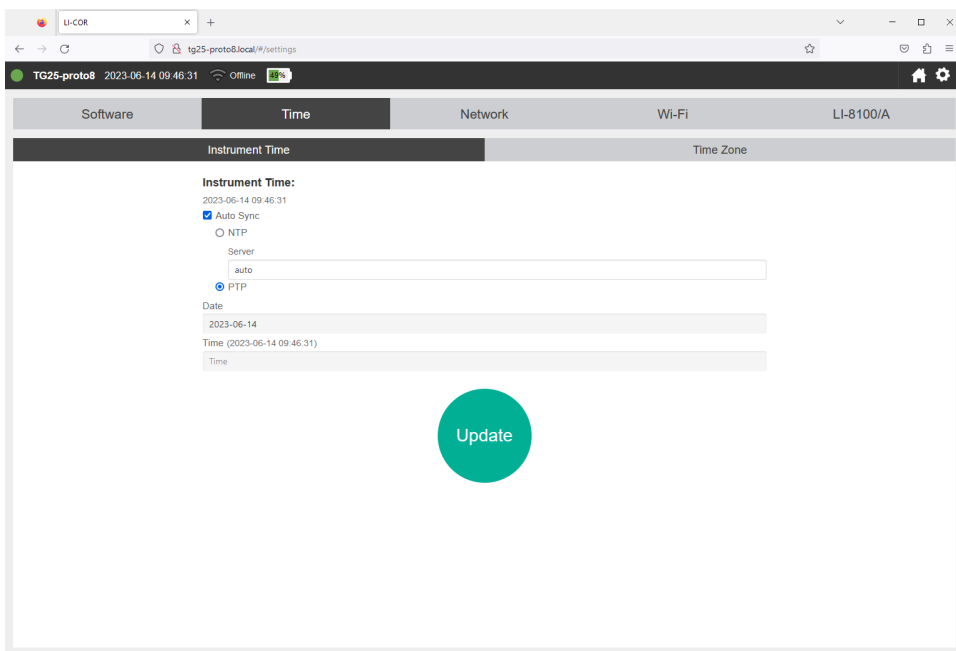 LI-COR
tg25-proto8.local/#/settings
TG25-proto8 2023-06-14 09:46:31 Offline 49%
Software Time Network Wi-Fi LI-8100/A
Instrument Time Time Zone
Instrument Time:
2023-06-14 09:46:31
Auto Sync
NTP
Server
auto
PTP
Date
2023-06-14
Time (2023-06-14 09:46:31)
Time
Update